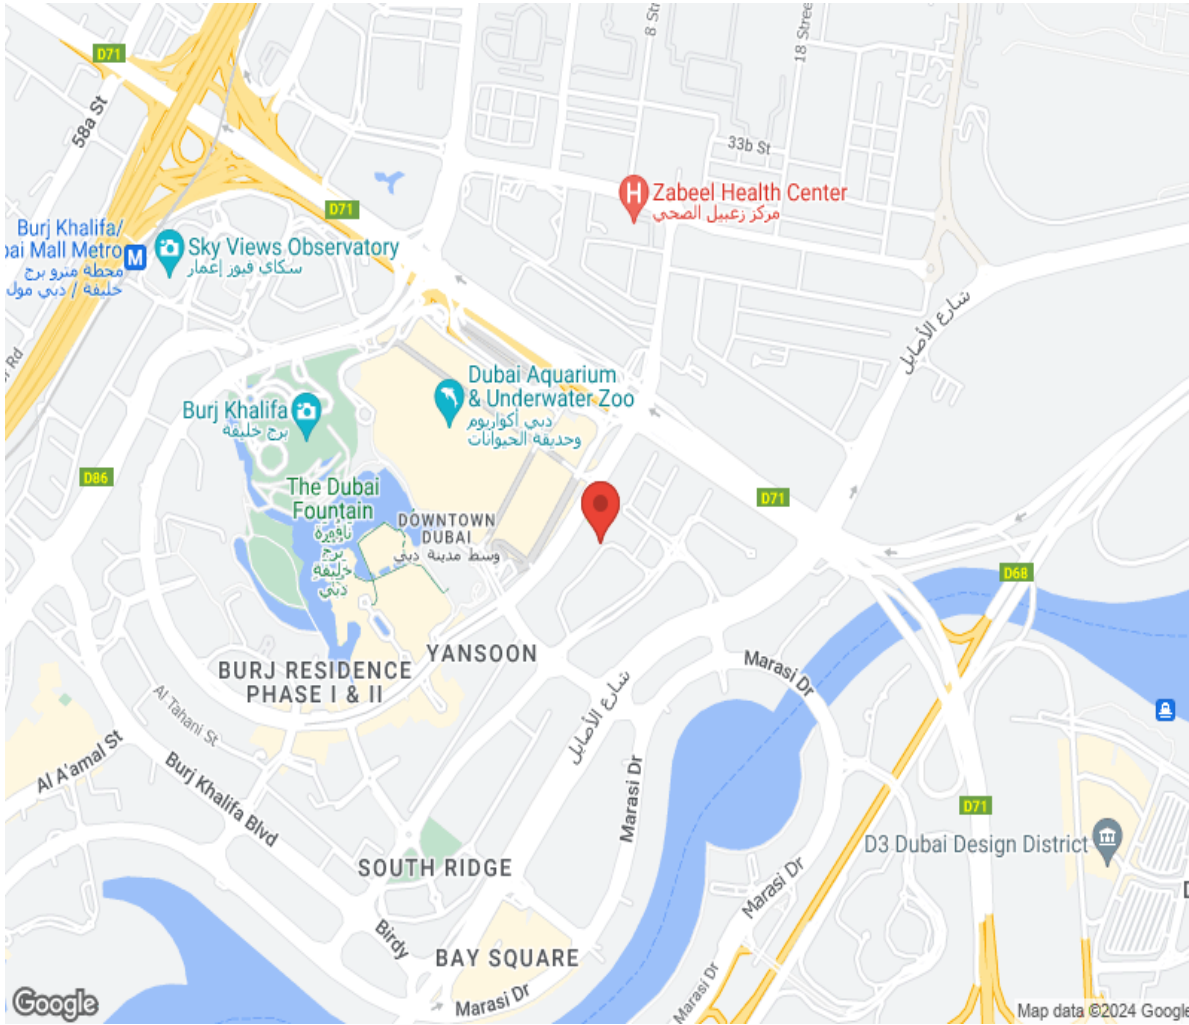 8 Str
18 Stree
D71
58a St
33b St
Zabeel Health Center
مركز زعبيل الصحي
D71
Burj Khalifa/
bai Mall Metro
محطة مترو برج
خليفة / دبي مول
M
Sky Views Observatory
سكاي فيوز إعمار
شارع الأصايل
Rd
Dubai Aquarium
& Underwater Zoo
دبي أكواريوم
وحديقة الحيوانات
Burj Khalifa
برج خليفة
D86
The Dubai
Fountain
نافورة
برج
خليفة
دبي
DOWNTOWN
DUBAI
وسط مدينة دبي
D71
D68
YANSOON
BURJ RESIDENCE
PHASE I & II
Marasi Dr
شارع الأصايل
Al Tahani St
Al A'amal St
Burj Khalifa Blvd
Marasi Dr
D71
D3 Dubai Design District
SOUTH RIDGE
Marasi Dr
D
Birdy
BAY SQUARE
Marasi Dr
Marasi Dr
Google
Map data ©2024 Google
H